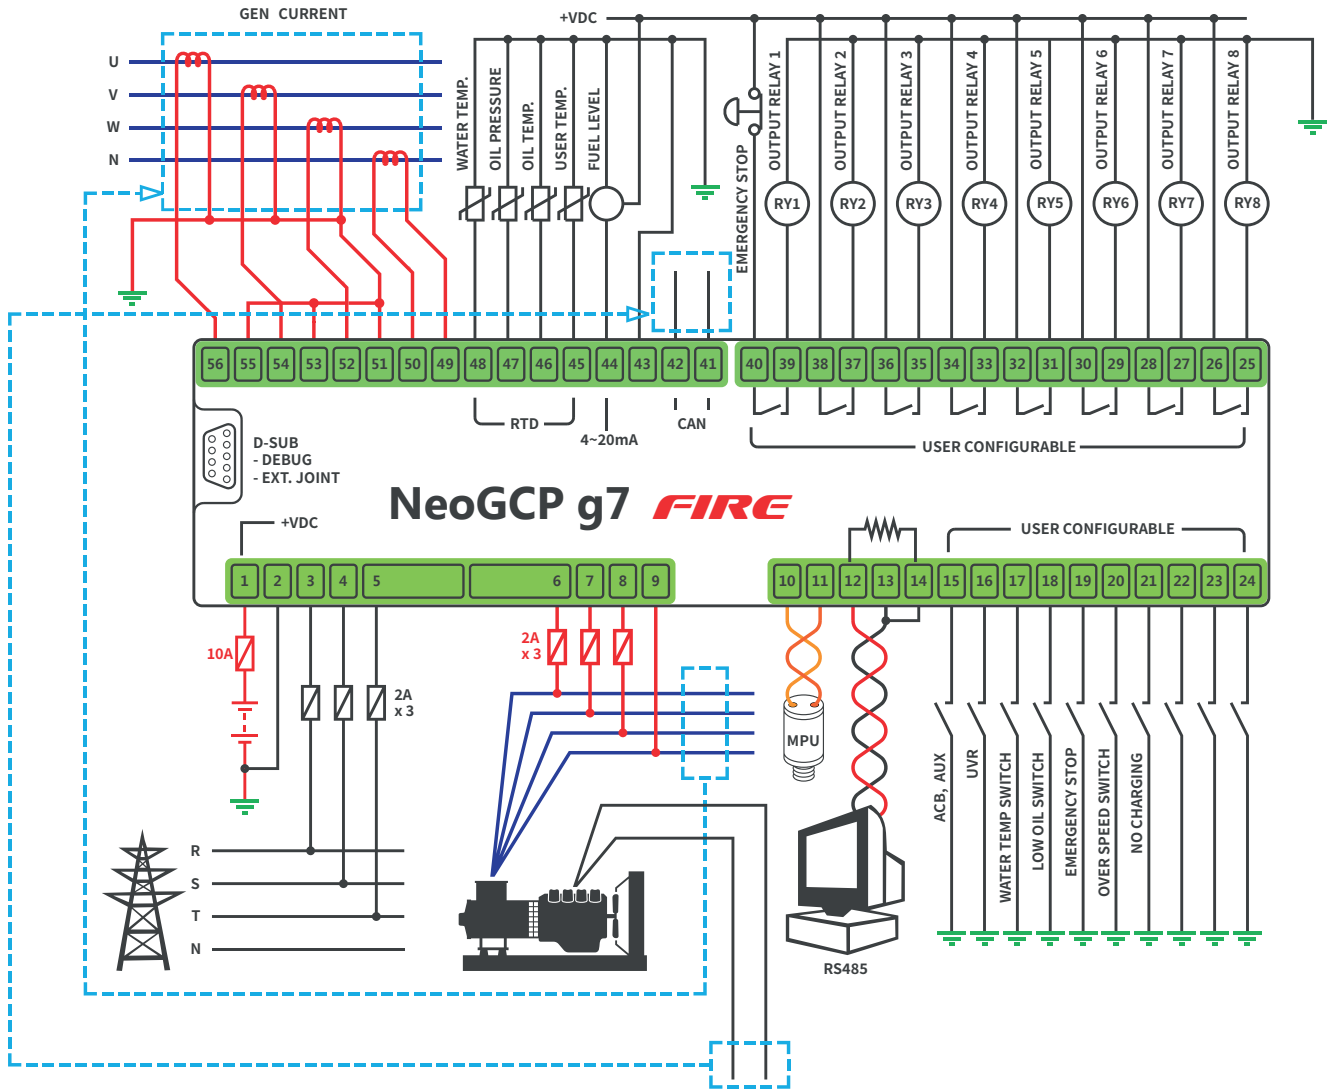 GEN CURRENT
+VDC
U
V
W
N
WATER TEMP.
OIL PRESSURE
OIL TEMP.
USER TEMP.
FUEL LEVEL
EMERGENCY STOP
OUTPUT RELAY 1
OUTPUT RELAY 2
OUTPUT RELAY 3
OUTPUT RELAY 4
OUTPUT RELAY 5
OUTPUT RELAY 6
OUTPUT RELAY 7
OUTPUT RELAY 8
RY1 RY2 RY3 RY4 RY5 RY6 RY7 RY8
56 55 54 53 52 51 50 49 48 47 46 45 44 43 42 41 40 39 38 37 36 35 34 33 32 31 30 29 28 27 26 25
RTD
4~20mA
CAN
USER CONFIGURABLE
D-SUB
- DEBUG
- EXT. JOINT
NeoGCP g7 FIRE
+VDC
USER CONFIGURABLE
1 2 3 4 5 6 7 8 9 10 11 12 13 14 15 16 17 18 19 20 21 22 23 24
10A
2A
x 3
2A
x 3
MPU
ACB, AUX
UVR
WATER TEMP SWITCH
LOW OIL SWITCH
EMERGENCY STOP
OVER SPEED SWITCH
NO CHARGING
R
S
T
N
RS485